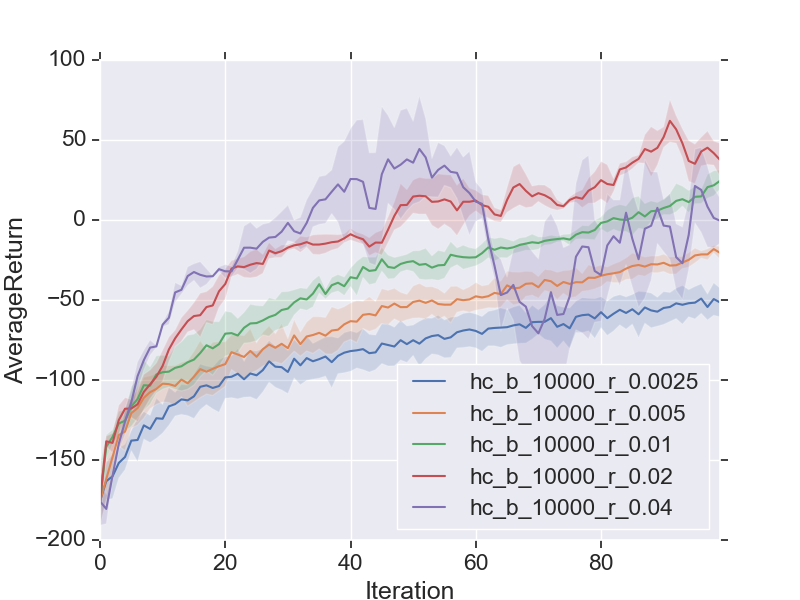 100
50
0
−50
−100
−150
−200
AverageReturn
0 20 40 60 80
Iteration
hc_b_10000_r_0.0025
hc_b_10000_r_0.005
hc_b_10000_r_0.01
hc_b_10000_r_0.02
hc_b_10000_r_0.04